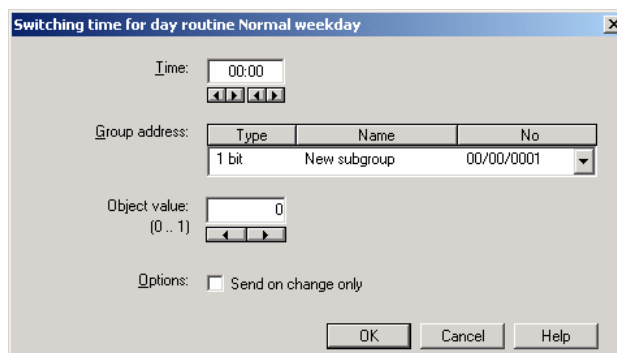 Switching time for day routine Normal weekday
Time: 00:00
Group address: Type Name No
1 bit New subgroup 00/00/0001
Object value: 0
(0 .. 1)
Options: Send on change only
OK Cancel Help